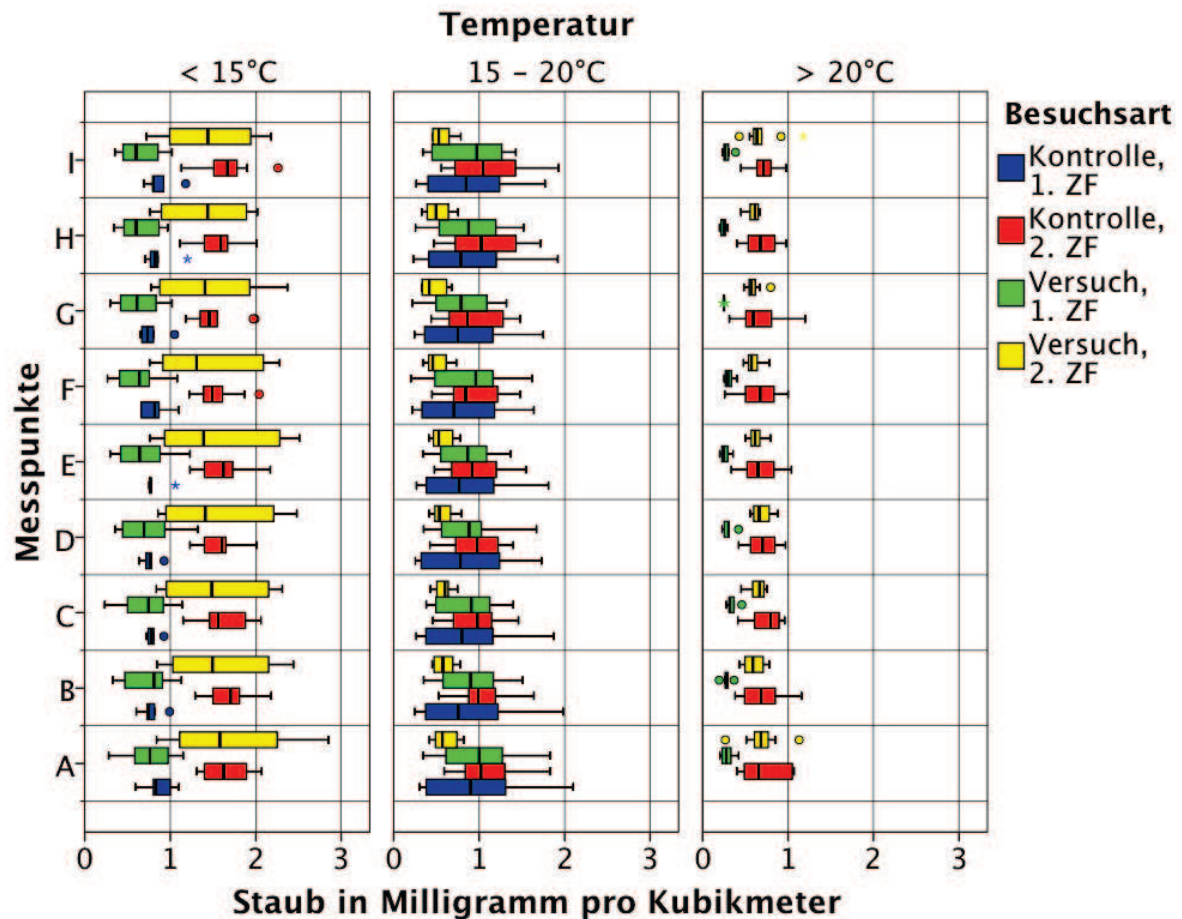 Temperatur
< 15°C
15 – 20°C
> 20°C
Besuchsart
Kontrolle,
1. ZF
Kontrolle,
2. ZF
Versuch,
1. ZF
Versuch,
2. ZF
Messpunkte
I
H
G
F
E
D
C
B
A
0 1 2 3 0 1 2 3 0 1 2 3
Staub in Milligramm pro Kubikmeter